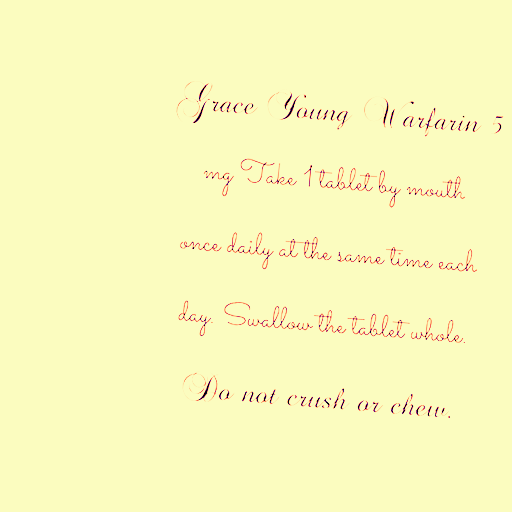 Grace Young Warfarin 5
mg Take 1 tablet by mouth
once daily at the same time each
day. Swallow the tablet whole.
Do not crush or chew.